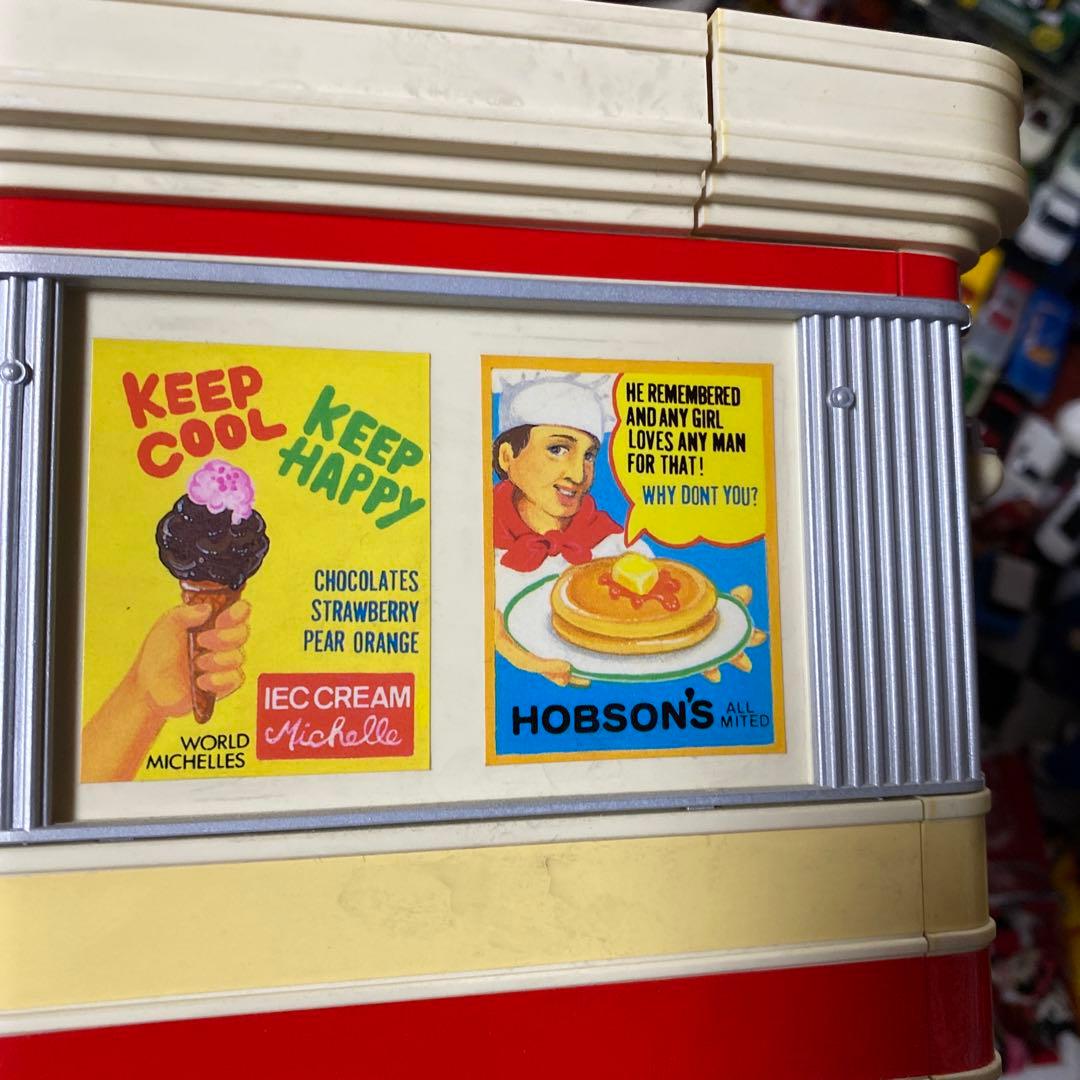 KEEP
COOL
KEEP
HAPPY
CHOCOLATES
STRAWBERRY
PEAR ORANGE
IEC CREAM
Michelle
WORLD
MICHELLES
HE REMEMBERED
AND ANY GIRL
LOVES ANY MAN
FOR THAT!
WHY DONT YOU?
HOBSON'S
ALL
MITED